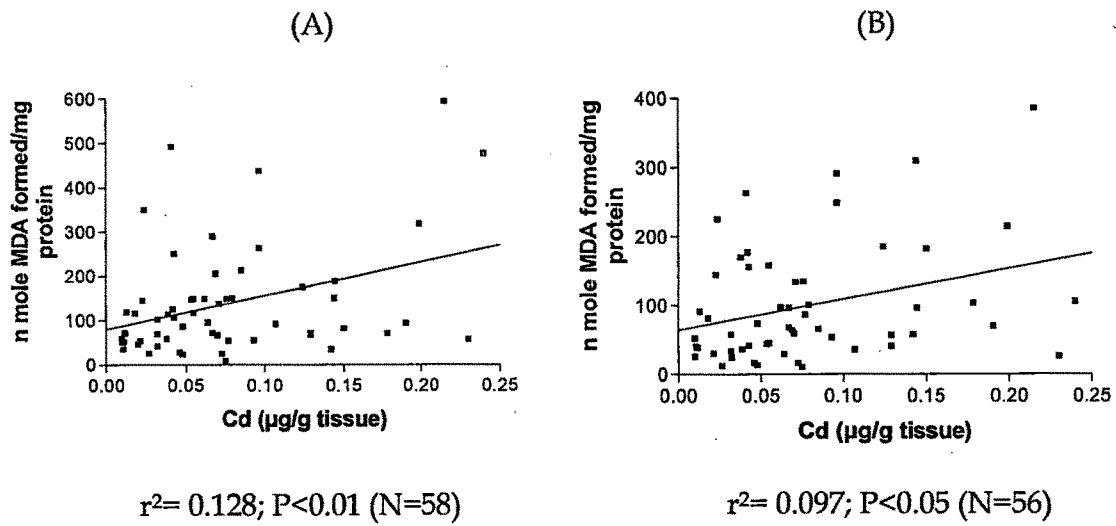 (A)
(B)
n mole MDA formed/mg
protein
600
500
400
300
200
100
0
0.00
0.05
0.10
0.15
0.20
0.25
Cd (µg/g tissue)
n mole MDA formed/mg
protein
400
300
200
100
0
0.00
0.05
0.10
0.15
0.20
0.25
Cd (µg/g tissue)
r²= 0.128; P<0.01 (N=58)
r²= 0.097; P<0.05 (N=56)